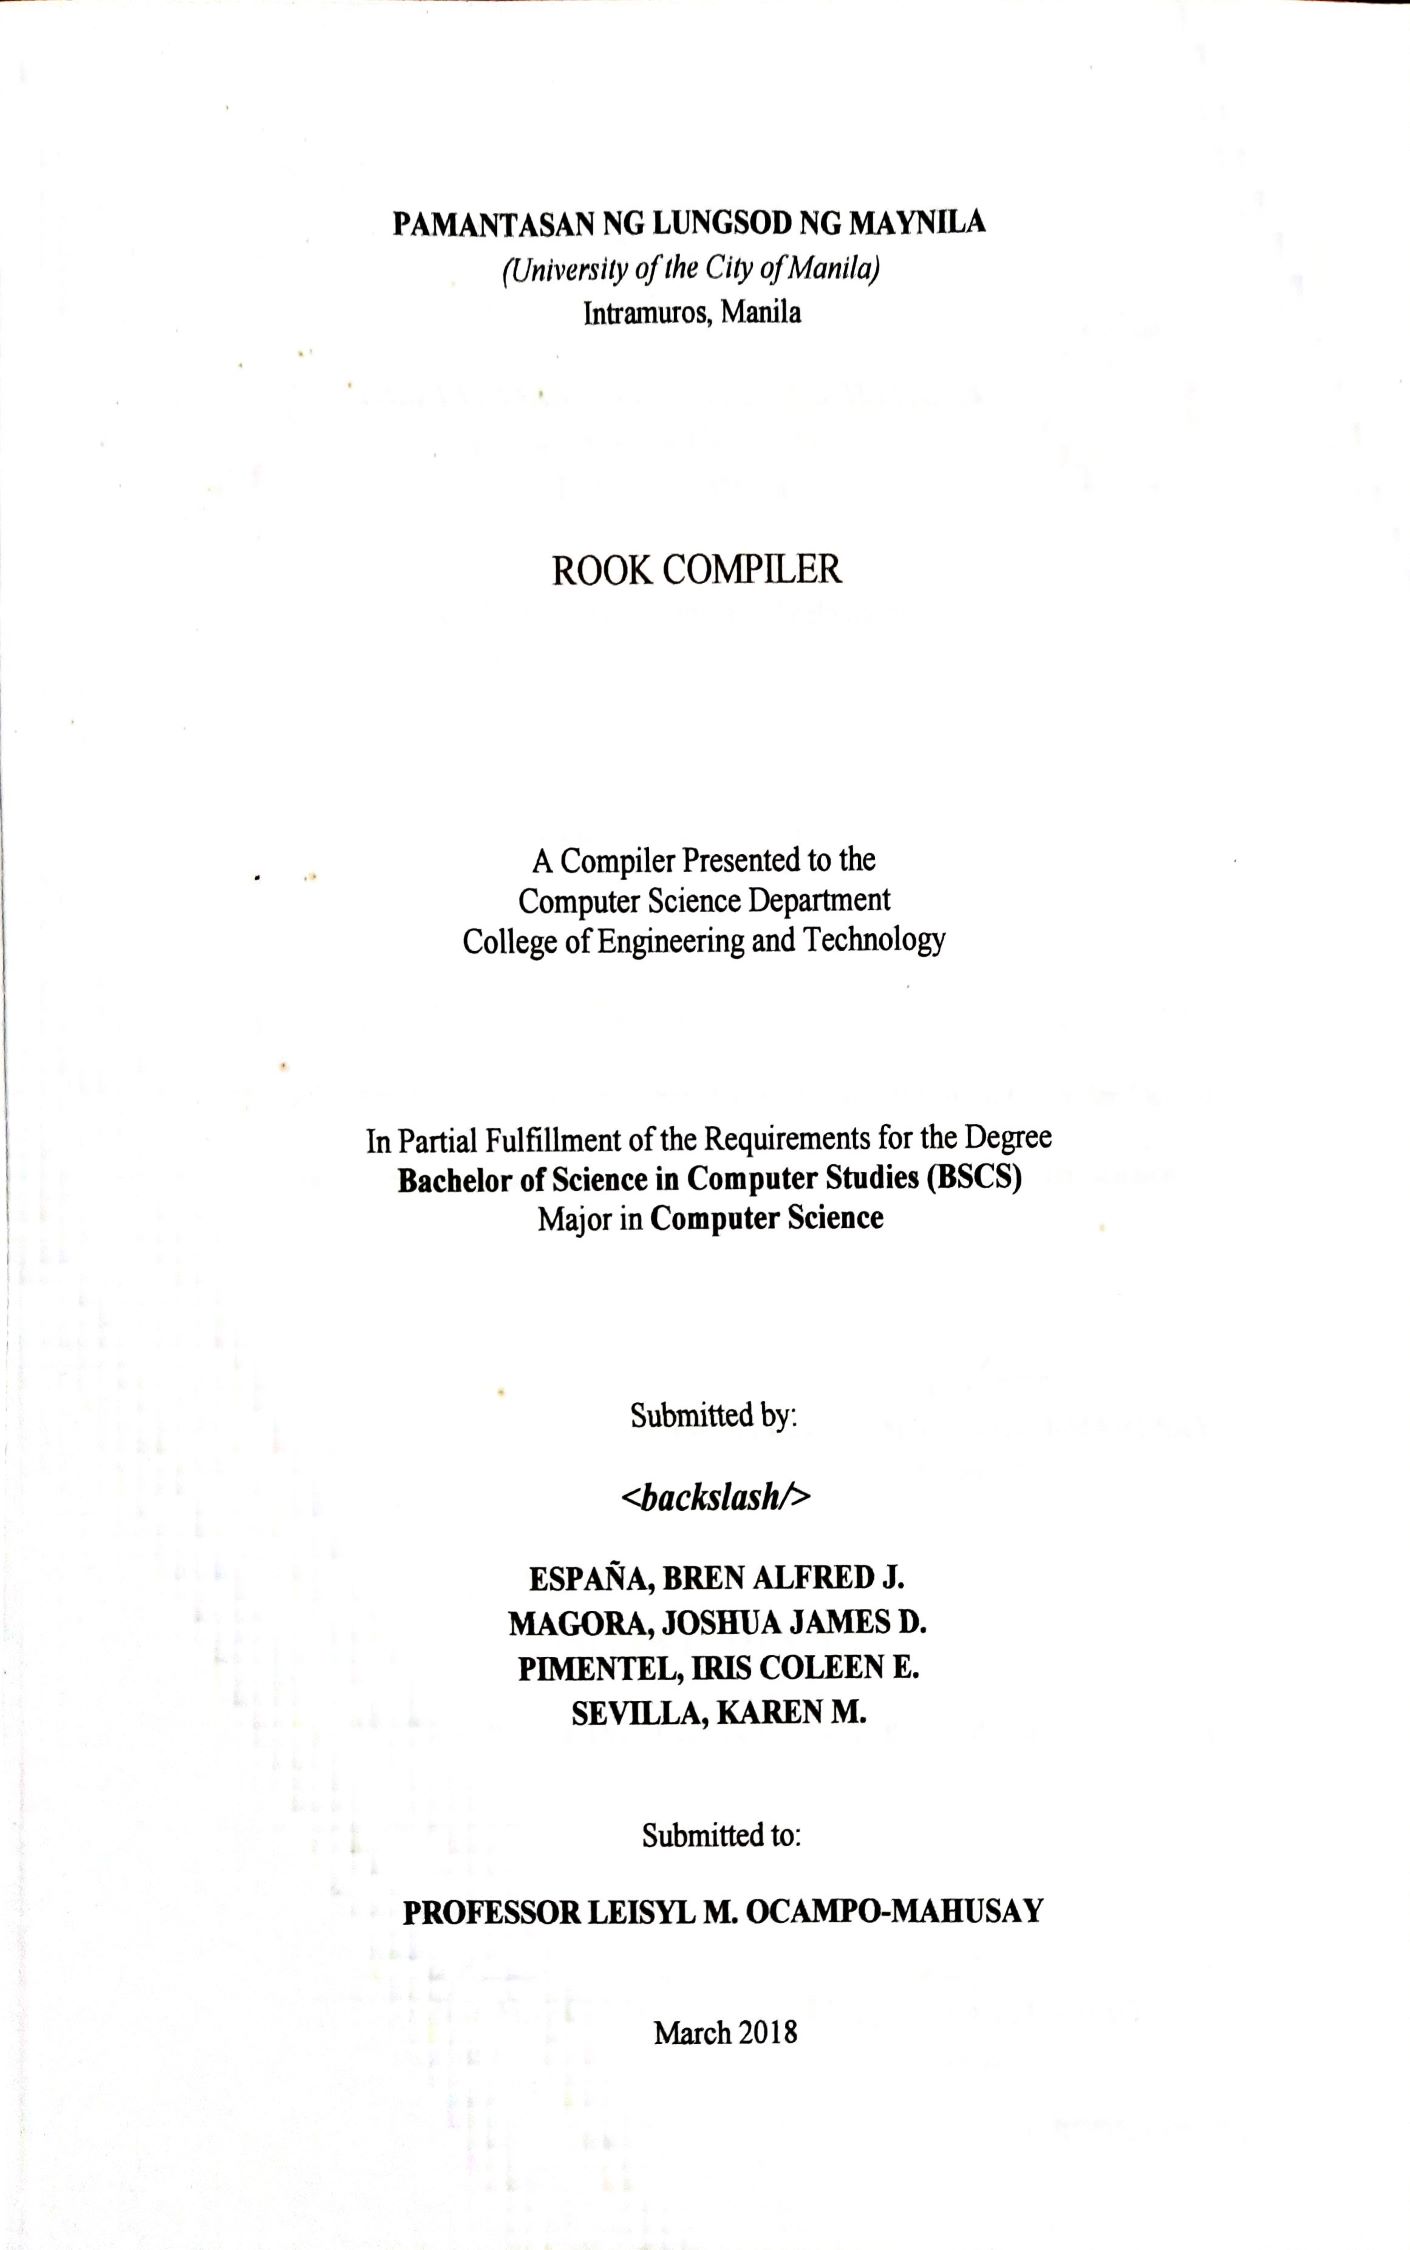 PAMANTASAN NG LUNGSOD NG MAYNILA
(University of the City of Manila)
Intramuros, Manila
ROOK COMPILER
A Compiler Presented to the
Computer Science Department
College of Engineering and Technology
In Partial Fulfillment of the Requirements for the Degree
Bachelor of Science in Computer Studies (BSCS)
Major in Computer Science
Submitted by:
<backslash/>
ESPAÑA, BREN ALFRED J.
MAGORA, JOSHUA JAMES D.
PIMENTEL, IRIS COLEEN E.
SEVILLA, KAREN M.
Submitted to:
PROFESSOR LEISYL M. OCAMPO-MAHUSAY
March 2018